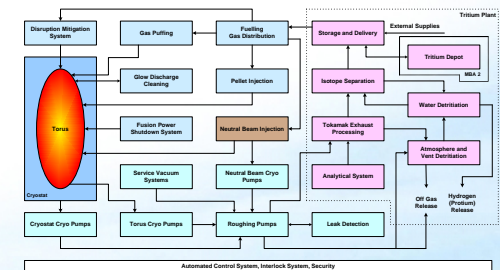 Tritium Plant
Disruption Mitigation
System
Gas Puffing
Fuelling
Gas Distribution
Storage and Delivery
External Supplies
Tritium Depot
MBA 2
Glow Discharge
Cleaning
Pellet Injection
Isotope Separation
Water Detritiation
Torus
Fusion Power
Shutdown System
Neutral Beam Injection
Tokamak Exhaust
Processing
Atmosphere and
Vent Detritiation
Service Vacuum
Systems
Neutral Beam Cryo
Pumps
Analytical System
Cryostat
Off Gas
Release
Hydrogen
(Protium)
Release
Cryostat Cryo Pumps
Torus Cryo Pumps
Roughing Pumps
Leak Detection
Automated Control System, Interlock System, Security